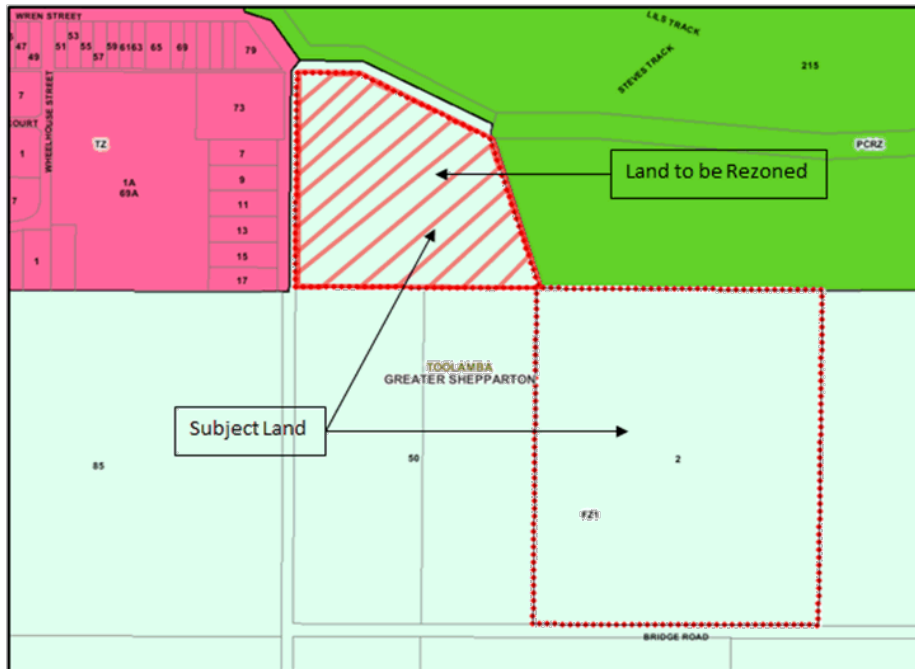 WREN STREET
LILS TRACK
STEVES TRACK
47
49
51
53
55
57
59
61
63
65
69
79
215
WHEELHOUSE STREET
7
73
COURT
TZ
PCRZ
Land to be Rezoned
1
7
9
1A
69A
7
11
13
15
1
17
TOOLAMBA
GREATER SHEPPARTON
Subject Land
85
50
2
FZ1
BRIDGE ROAD